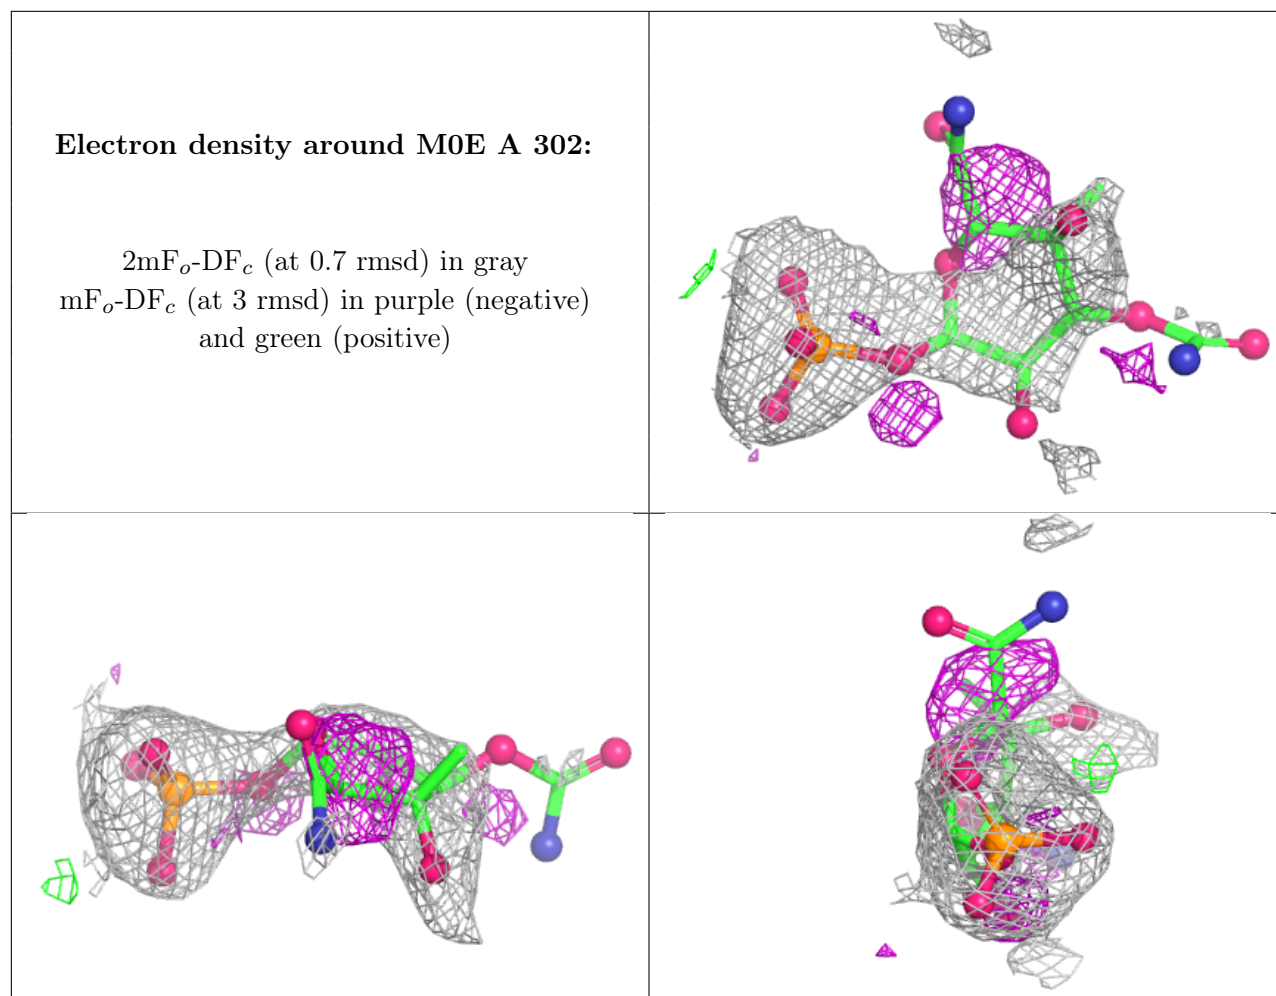 Electron density around M0E A 302:
2mFo-DFc (at 0.7 rmsd) in gray
mFo-DFc (at 3 rmsd) in purple (negative)
and green (positive)